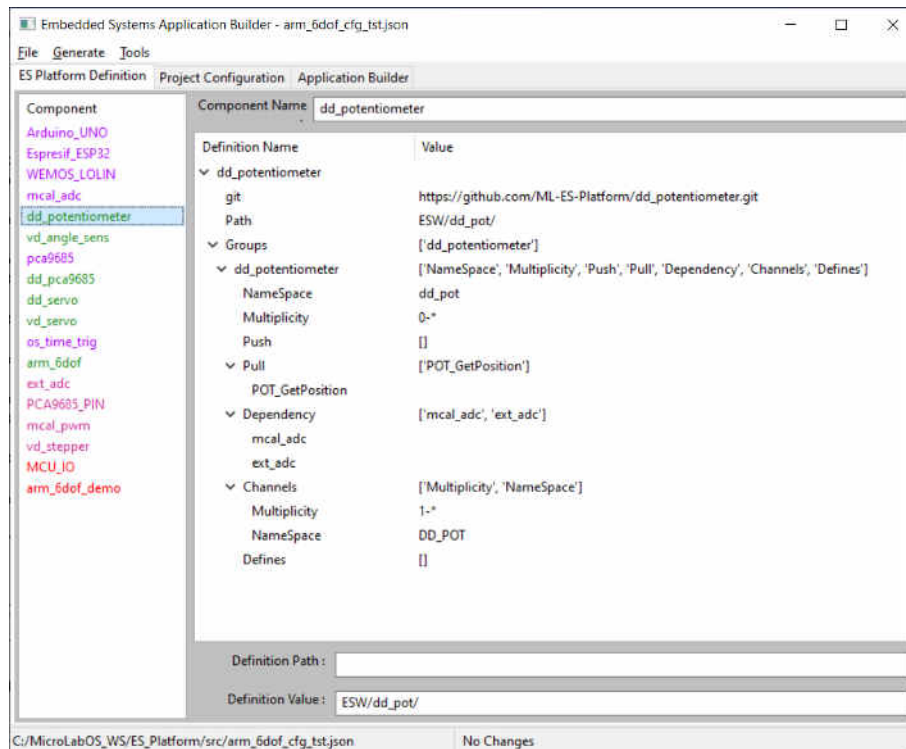 Embedded Systems Application Builder - arm_6dof_cfg_tst.json
File Generate Tools
ES Platform Definition Project Configuration Application Builder
Component
Arduino_UNO
Espresif_ESP32
WEMOS_LOLIN
mcal_adc
dd_potentiometer
vd_angle_sens
pca9685
dd_pca9685
dd_servo
vd_servo
os_time_trig
arm_6dof
ext_adc
PCA9685_PIN
mcal_pwm
vd_stepper
MCU_IO
arm_6dof_demo
Component Name dd_potentiometer
Definition Name Value
dd_potentiometer
git https://github.com/ML-ES-Platform/dd_potentiometer.git
Path ESW/dd_pot/
Groups ['dd_potentiometer']
dd_potentiometer ['NameSpace', 'Multiplicity', 'Push', 'Pull', 'Dependency', 'Channels', 'Defines']
NameSpace dd_pot
Multiplicity 0-*
Push []
Pull ['POT_GetPosition']
POT_GetPosition
Dependency ['mcal_adc', 'ext_adc']
mcal_adc
ext_adc
Channels ['Multiplicity', 'NameSpace']
Multiplicity 1-*
NameSpace DD_POT
Defines []
Definition Path :
Definition Value : ESW/dd_pot/
C:/MicroLabOS_WS/ES_Platform/src/arm_6dof_cfg_tst.json No Changes